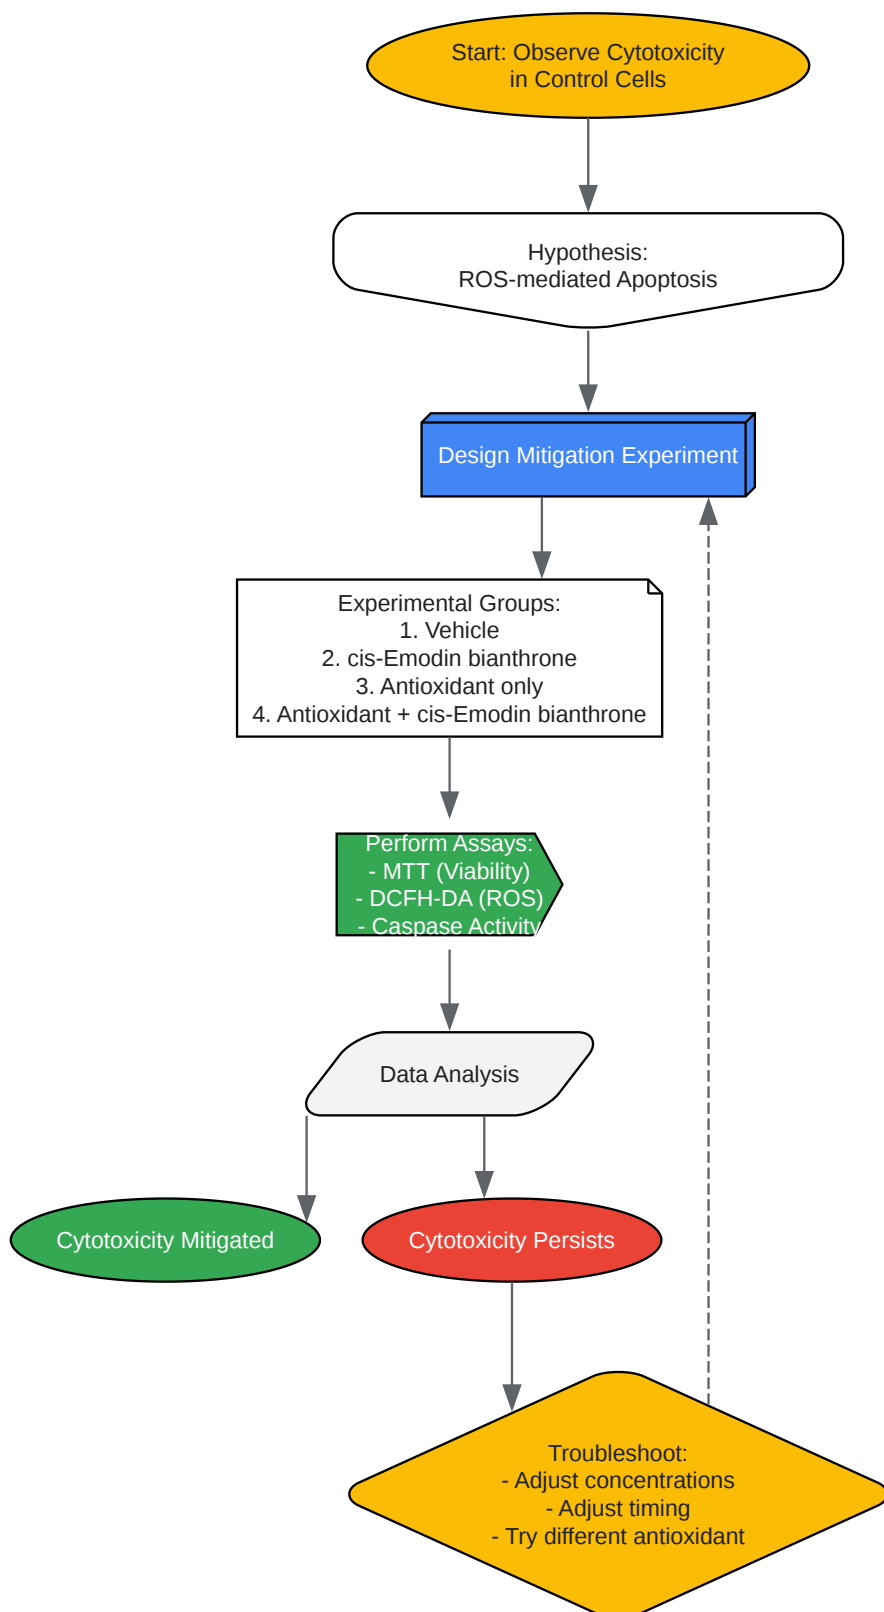 Start: Observe Cytotoxicity
in Control Cells
Hypothesis:
ROS-mediated Apoptosis
Design Mitigation Experiment
Experimental Groups:
1. Vehicle
2. cis-Emodin bianthrone
3. Antioxidant only
4. Antioxidant + cis-Emodin bianthrone
Perform Assays:
- MTT (Viability)
- DCFH-DA (ROS)
- Caspase Activity
Data Analysis
Cytotoxicity Mitigated
Cytotoxicity Persists
Troubleshoot:
- Adjust concentrations
- Adjust timing
- Try different antioxidant